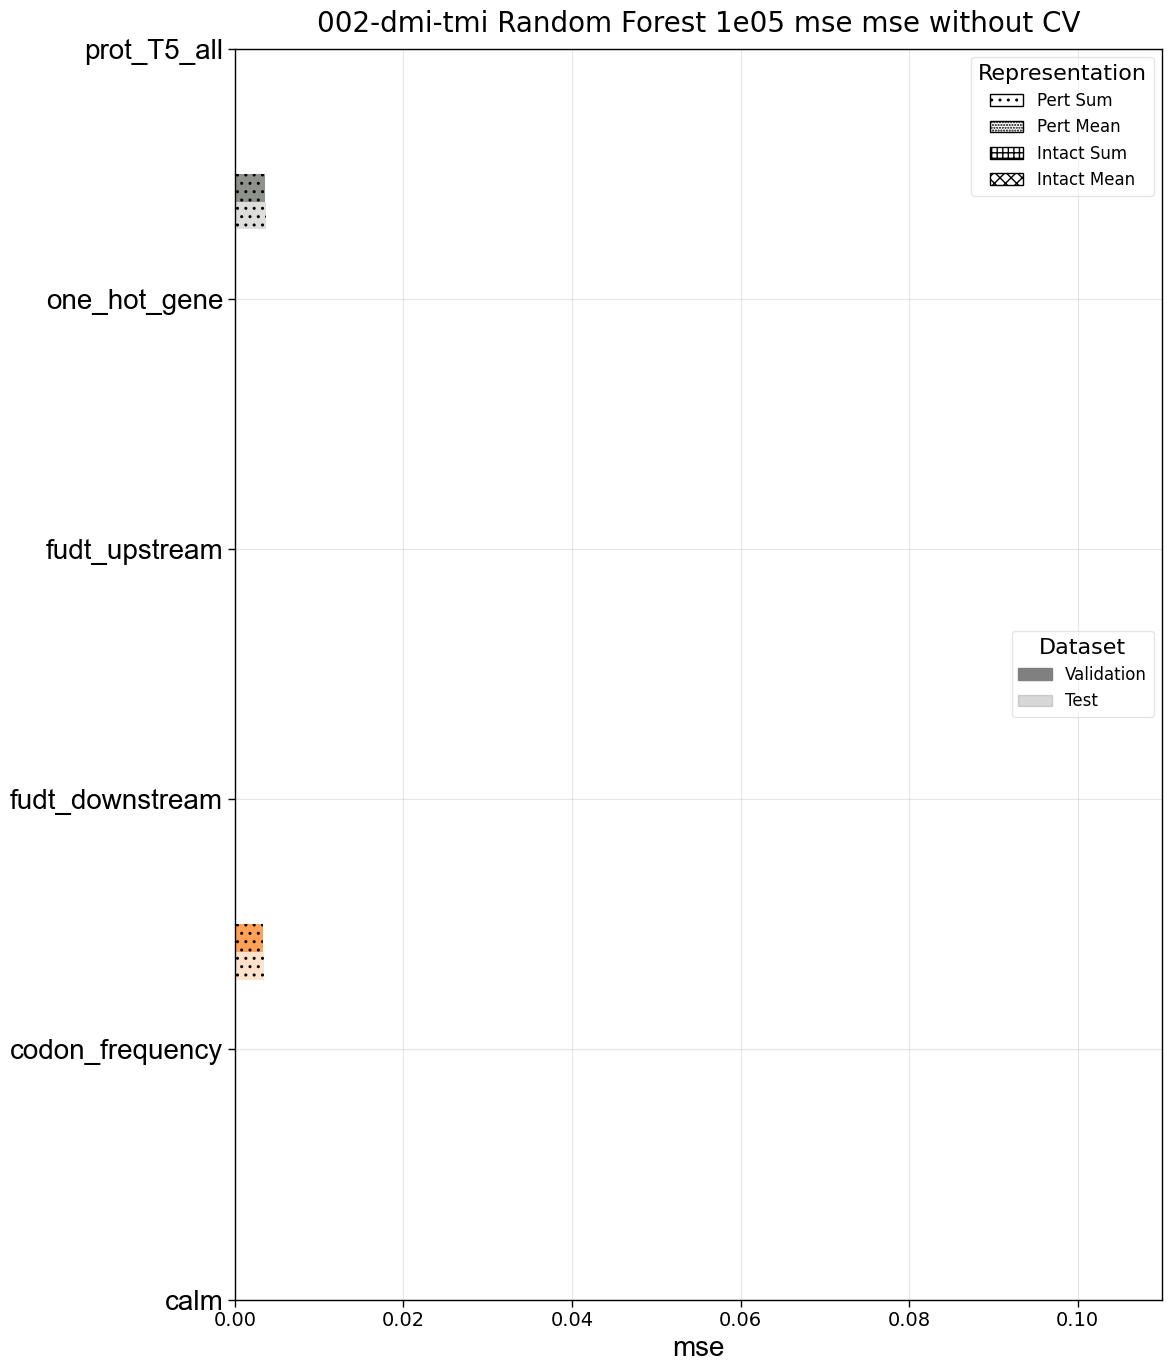 002-dmi-tmi Random Forest 1e05 mse mse without CV
prot_T5_all
one_hot_gene
fudt_upstream
fudt_downstream
codon_frequency
calm
Representation
Pert Sum
Pert Mean
Intact Sum
Intact Mean
Dataset
Validation
Test
0.00 0.02 0.04 0.06 0.08 0.10
mse